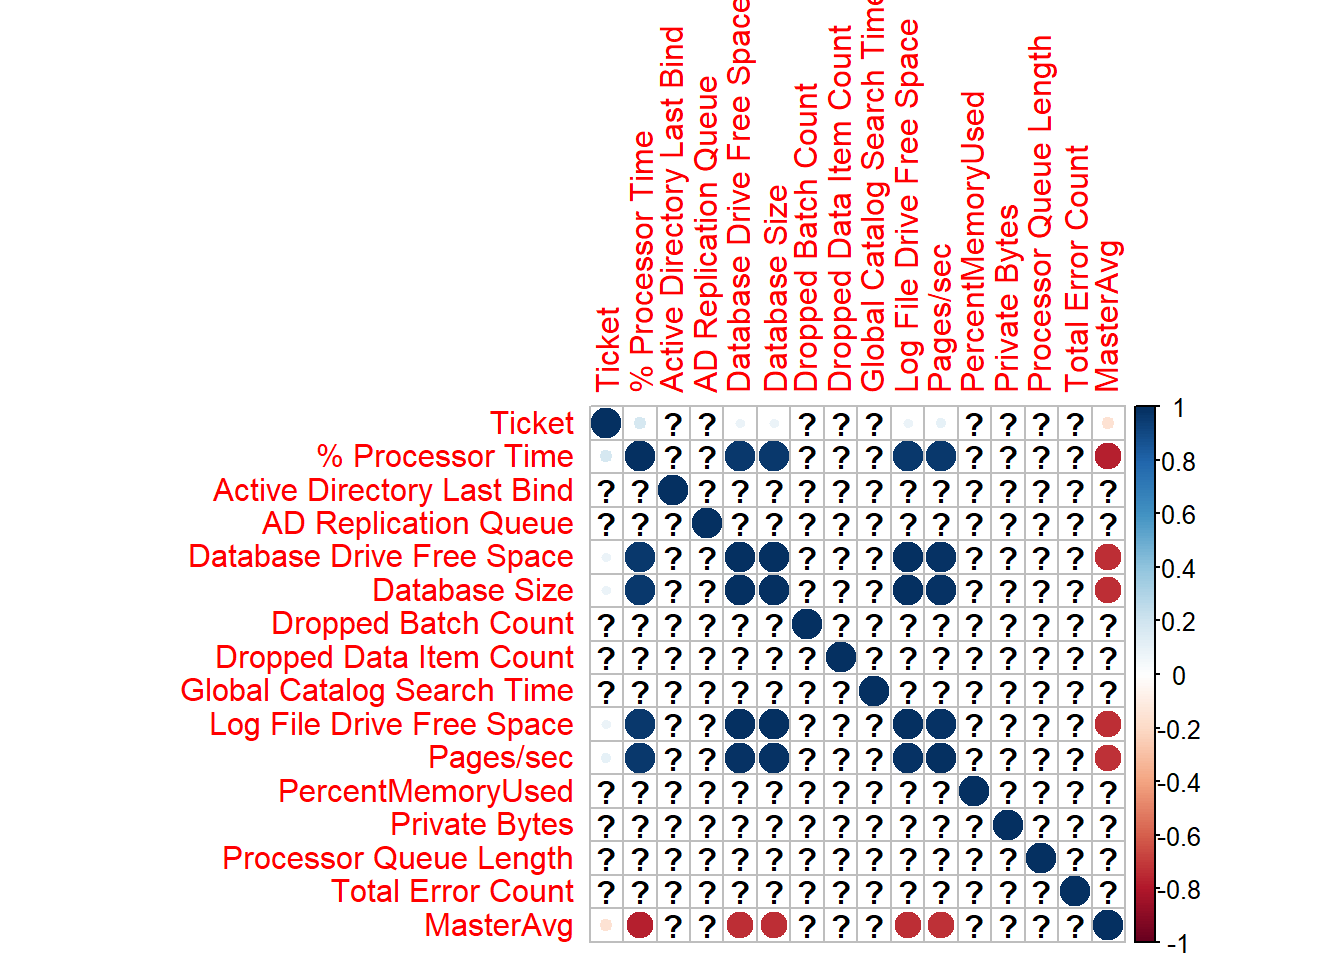 Ticket
% Processor Time
Active Directory Last Bind
AD Replication Queue
Database Drive Free Space
Database Size
Dropped Batch Count
Dropped Data Item Count
Global Catalog Search Time
Log File Drive Free Space
Pages/sec
PercentMemoryUsed
Private Bytes
Processor Queue Length
Total Error Count
MasterAvg
Ticket ? ? ? ? ? ? ? ? ?
% Processor Time ? ? ? ? ? ? ? ? ?
Active Directory Last Bind ? ? ? ? ? ? ? ? ? ? ? ? ? ? ?
AD Replication Queue ? ? ? ? ? ? ? ? ? ? ? ? ? ? ?
Database Drive Free Space ? ? ? ? ? ? ? ? ?
Database Size ? ? ? ? ? ? ? ? ?
Dropped Batch Count ? ? ? ? ? ? ? ? ? ? ? ? ? ? ?
Dropped Data Item Count ? ? ? ? ? ? ? ? ? ? ? ? ? ? ?
Global Catalog Search Time ? ? ? ? ? ? ? ? ? ? ? ? ? ? ?
Log File Drive Free Space ? ? ? ? ? ? ? ? ?
Pages/sec ? ? ? ? ? ? ? ? ?
PercentMemoryUsed ? ? ? ? ? ? ? ? ? ? ? ? ? ? ?
Private Bytes ? ? ? ? ? ? ? ? ? ? ? ? ? ? ?
Processor Queue Length ? ? ? ? ? ? ? ? ? ? ? ? ? ? ?
Total Error Count ? ? ? ? ? ? ? ? ? ? ? ? ? ? ?
MasterAvg ? ? ? ? ? ? ? ? ?
1
0.8
0.6
0.4
0.2
0
-0.2
-0.4
-0.6
-0.8
-1